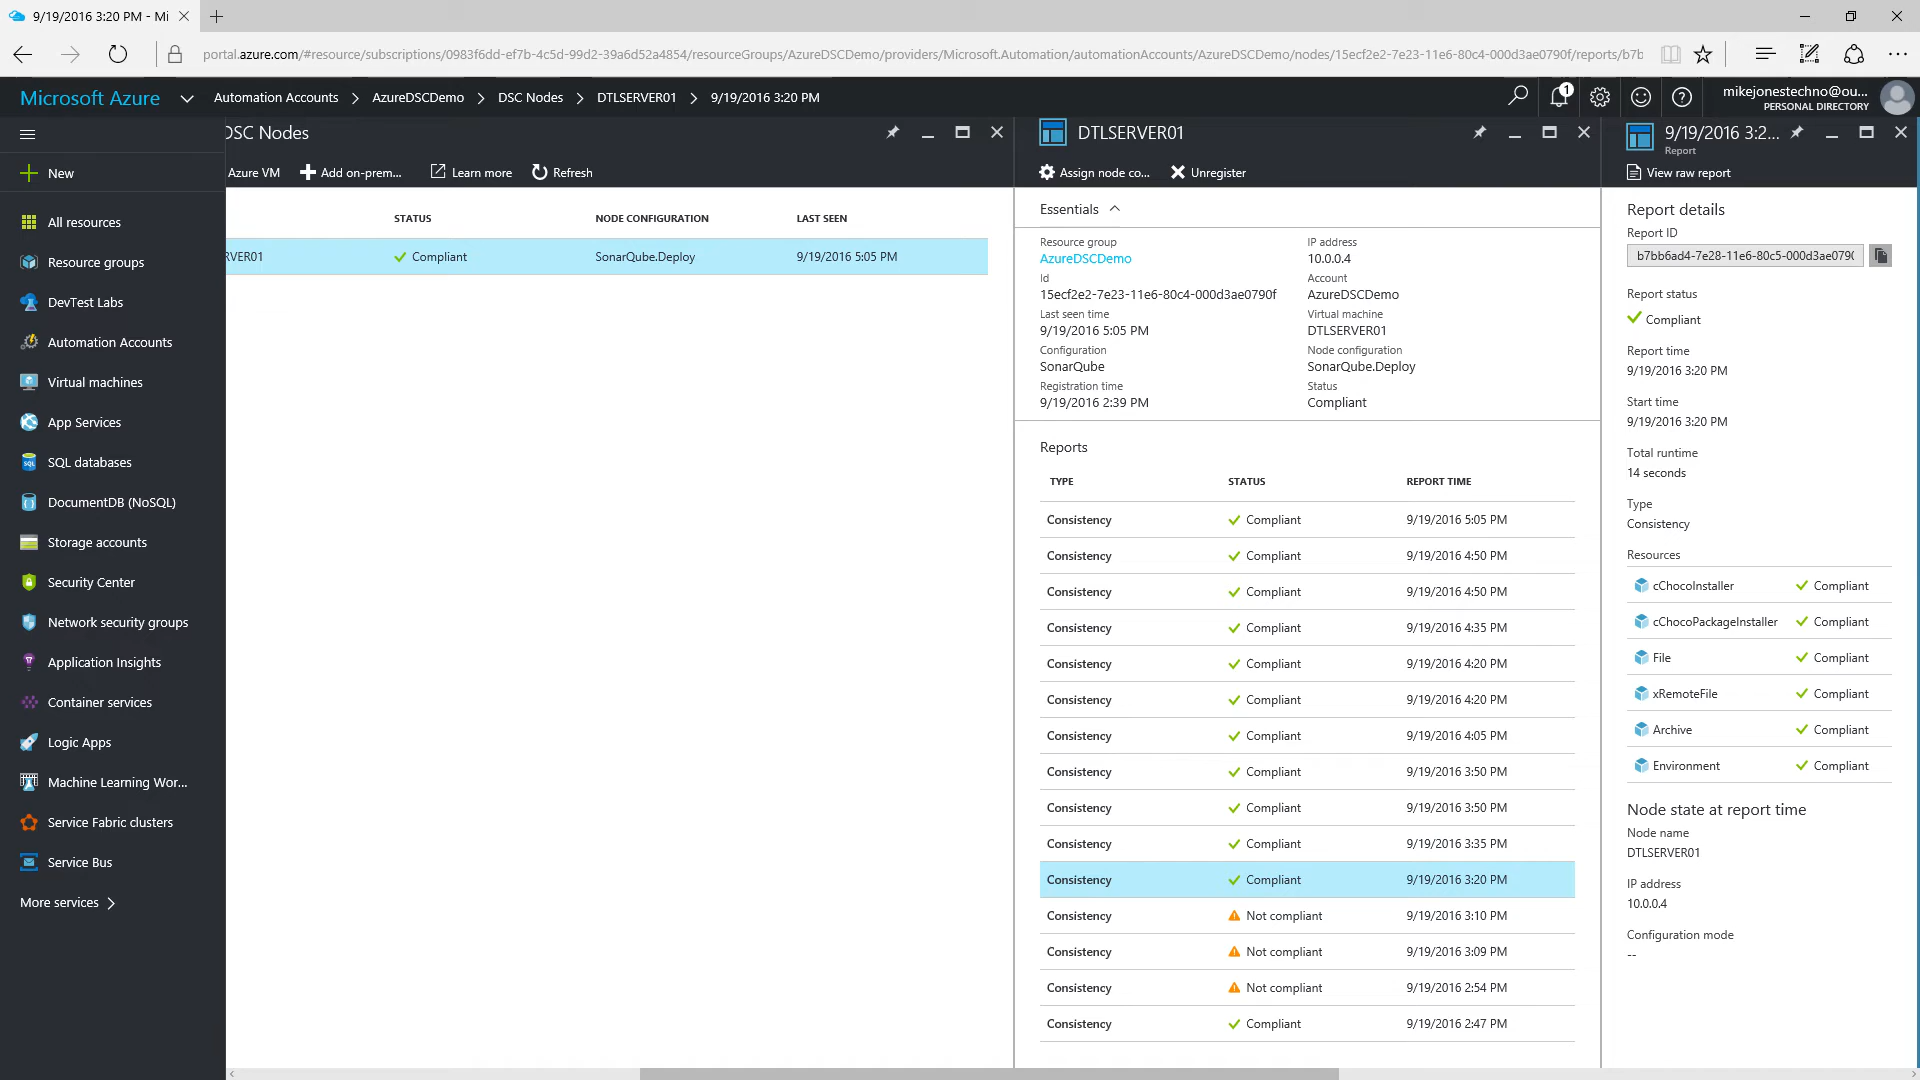 9/19/2016 3:20 PM - Mi
portal.azure.com/#resource/subscriptions/0983f6dd-ef7b-4c5d-99d2-39a6d52a4854/resourceGroups/AzureDSCDemo/providers/Microsoft.Automation/automationAccounts/AzureDSCDemo/nodes/15ecf2e2-7e23-11e6-80c4-000d3ae0790f/reports/b7b
Microsoft Azure
Automation Accounts > AzureDSCDemo > DSC Nodes > DTLSERVER01 > 9/19/2016 3:20 PM
1
mikejonestechno@ou...
PERSONAL DIRECTORY
New
All resources
Resource groups
DevTest Labs
Automation Accounts
Virtual machines
App Services
SQL databases
DocumentDB (NoSQL)
Storage accounts
Security Center
Network security groups
Application Insights
Container services
Logic Apps
Machine Learning Wor...
Service Fabric clusters
Service Bus
More services >
DSC Nodes
Azure VM
Add on-prem...
Learn more
Refresh
STATUS NODE CONFIGURATION LAST SEEN
RVER01 Compliant SonarQube.Deploy 9/19/2016 5:05 PM
DTLSERVER01
Assign node co...
Unregister
Essentials
Resource group
AzureDSCDemo
Id
15ecf2e2-7e23-11e6-80c4-000d3ae0790f
Last seen time
9/19/2016 5:05 PM
Configuration
SonarQube
Registration time
9/19/2016 2:39 PM
IP address
10.0.0.4
Account
AzureDSCDemo
Virtual machine
DTLSERVER01
Node configuration
SonarQube.Deploy
Status
Compliant
Reports
TYPE STATUS REPORT TIME
Consistency Compliant 9/19/2016 5:05 PM
Consistency Compliant 9/19/2016 4:50 PM
Consistency Compliant 9/19/2016 4:50 PM
Consistency Compliant 9/19/2016 4:35 PM
Consistency Compliant 9/19/2016 4:20 PM
Consistency Compliant 9/19/2016 4:20 PM
Consistency Compliant 9/19/2016 4:05 PM
Consistency Compliant 9/19/2016 3:50 PM
Consistency Compliant 9/19/2016 3:50 PM
Consistency Compliant 9/19/2016 3:35 PM
Consistency Compliant 9/19/2016 3:20 PM
Consistency Not compliant 9/19/2016 3:10 PM
Consistency Not compliant 9/19/2016 3:09 PM
Consistency Not compliant 9/19/2016 2:54 PM
Consistency Compliant 9/19/2016 2:47 PM
9/19/2016 3:2...
Report
View raw report
Report details
Report ID
b7bb6ad4-7e28-11e6-80c5-000d3ae0790
Report status
Compliant
Report time
9/19/2016 3:20 PM
Start time
9/19/2016 3:20 PM
Total runtime
14 seconds
Type
Consistency
Resources
cChocoInstaller Compliant
cChocoPackageInstaller Compliant
File Compliant
xRemoteFile Compliant
Archive Compliant
Environment Compliant
Node state at report time
Node name
DTLSERVER01
IP address
10.0.0.4
Configuration mode
--